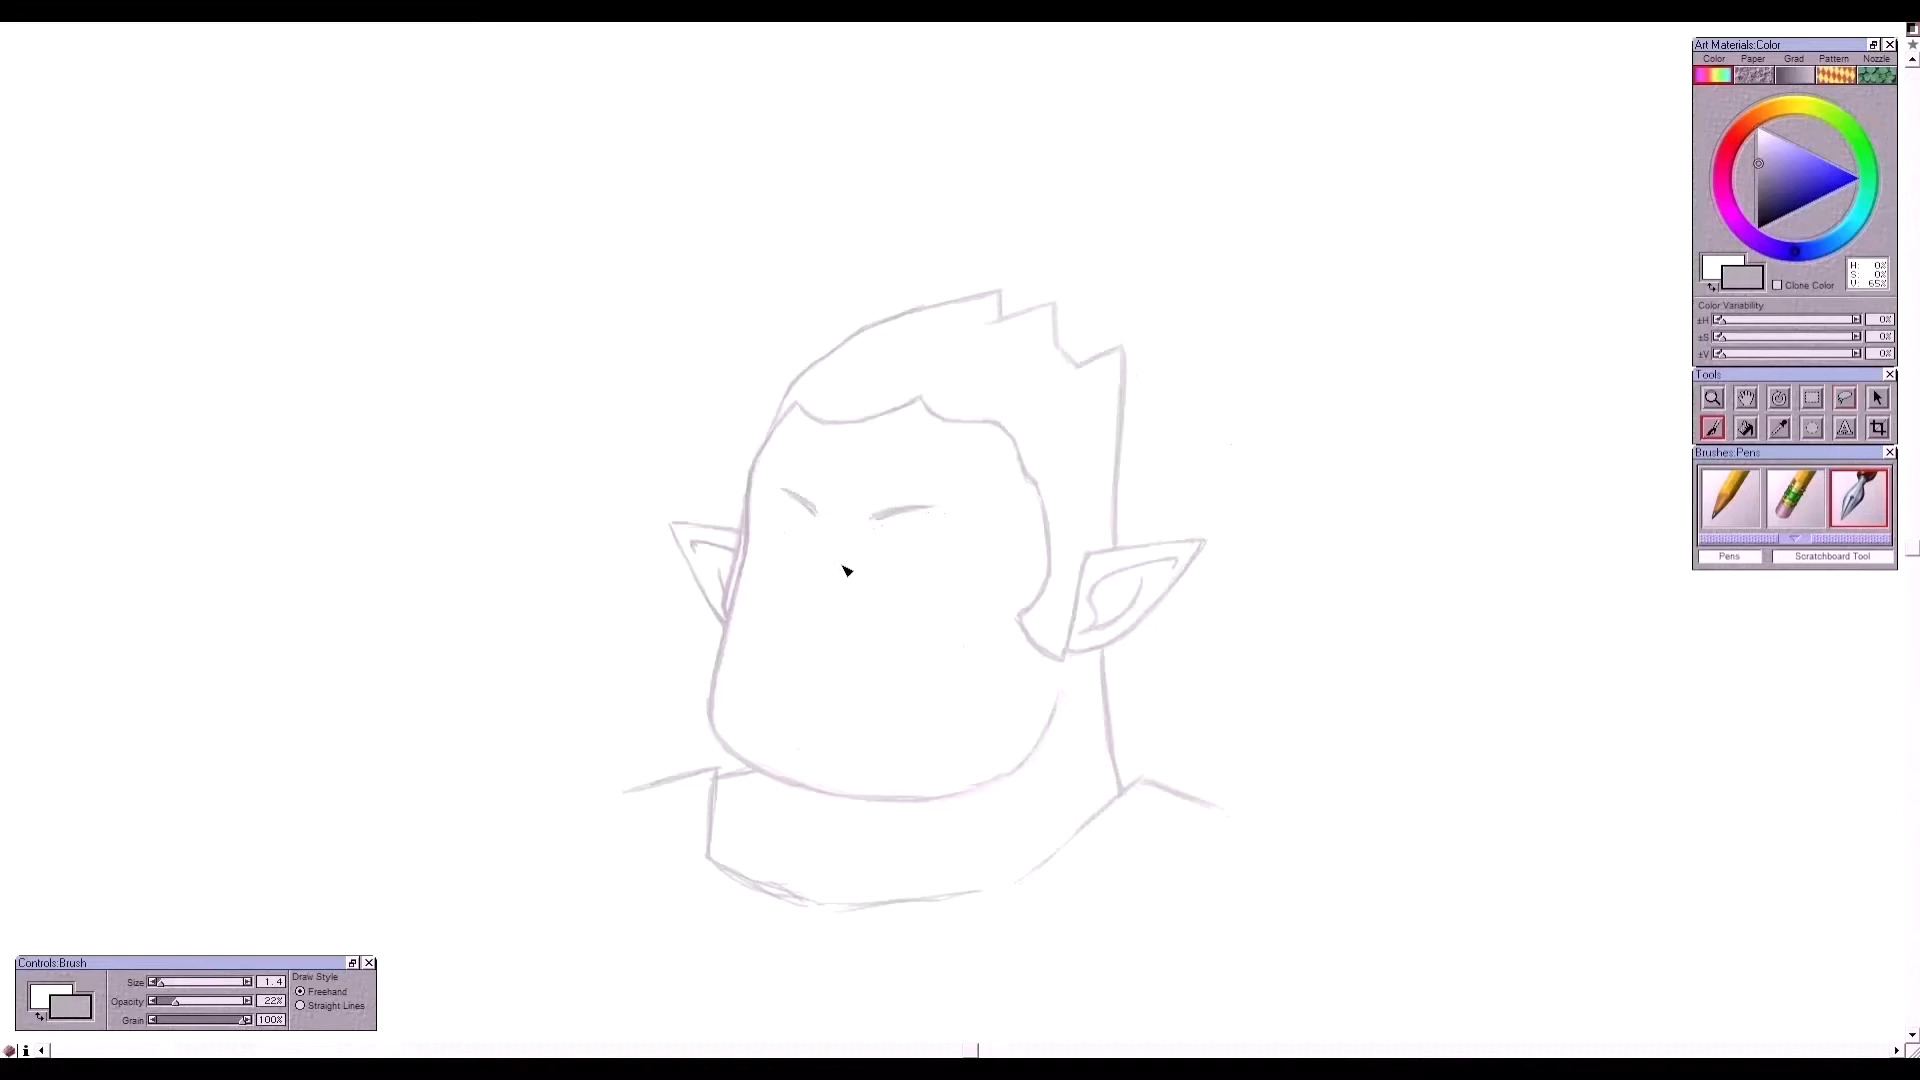 Art Materials:Color
Color Paper Grad Pattern Nozzle
H: 0%
S: 0%
V: 65%
Clone Color
Color Variability
±H 0%
±S 0%
±V 0%
Tools
Brushes:Pens
Pens Scratchboard Tool
Controls:Brush
Size 1.4
Opacity 22%
Grain 100%
Draw Style
Freehand
Straight Lines